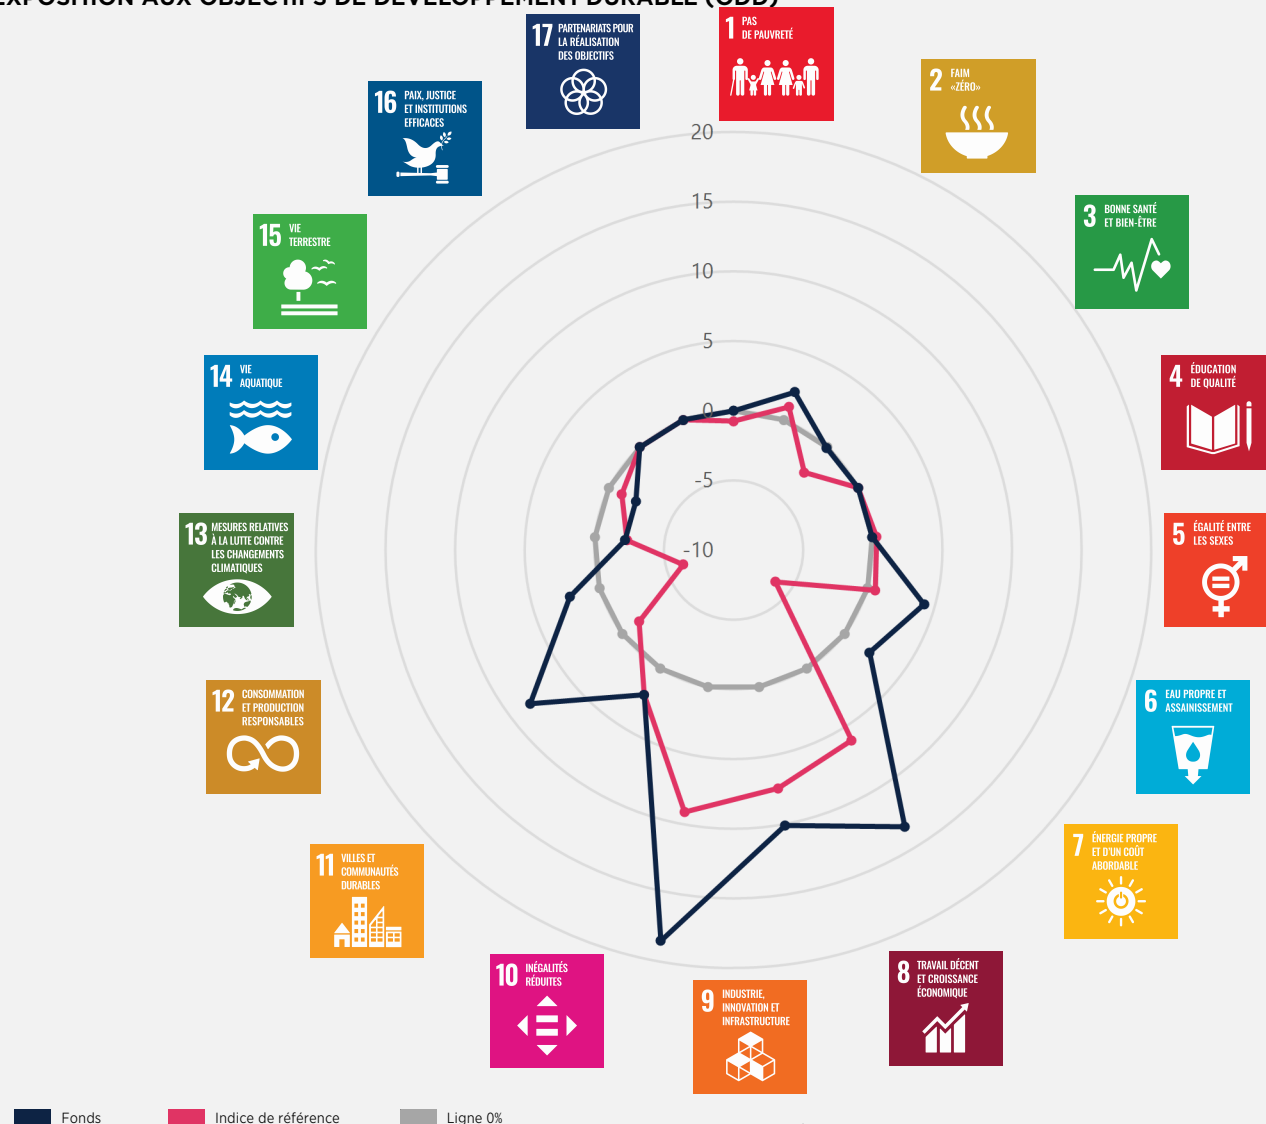 EXPOSITION AUX OBJECTIFS DE DÉVELOPPEMENT DURABLE (ODD)
17 PARTENARIATS POUR
LA RÉALISATION
DES OBJECTIFS
1 PAS
DE PAUVRETÉ
2 FAIM
«ZÉRO»
16 PAIX, JUSTICE
ET INSTITUTIONS
EFFICACES
3 BONNE SANTÉ
ET BIEN-ÊTRE
15 VIE
TERRESTRE
4 ÉDUCATION
DE QUALITÉ
14 VIE
AQUATIQUE
5 ÉGALITÉ ENTRE
LES SEXES
13 MESURES RELATIVES
À LA LUTTE CONTRE
LES CHANGEMENTS
CLIMATIQUES
6 EAU PROPRE ET
ASSAINISSEMENT
12 CONSOMMATION
ET PRODUCTION
RESPONSABLES
7 ÉNERGIE PROPRE
ET D'UN COÛT
ABORDABLE
11 VILLES ET
COMMUNAUTÉS
DURABLES
8 TRAVAIL DÉCENT
ET CROISSANCE
ÉCONOMIQUE
10 INÉGALITÉS
RÉDUITES
9 INDUSTRIE,
INNOVATION ET
INFRASTRUCTURE
20
15
10
5
0
-5
-10
Fonds
Indice de référence
Ligne 0%